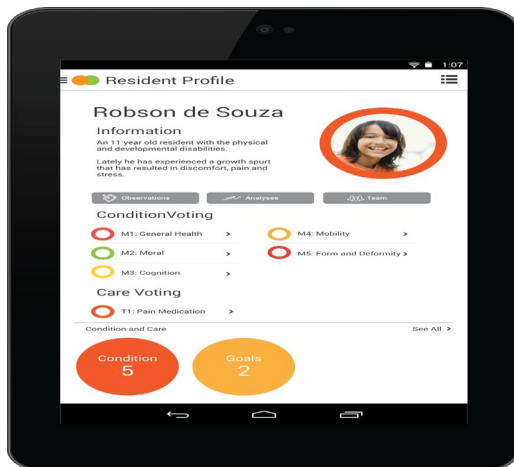 1:07
Resident Profile
Robson de Souza
Information
An 11 year old resident with the physical
and developmental disabilities.
Lately he has experienced a growth spurt
that has resulted in discomfort, pain and
stress.
Observations
Analyses
Team
ConditionVoting
M1: General Health >
M4: Mobility >
M2: Moral >
M5: Form and Deformity >
M3: Cognition >
Care Voting
T1: Pain Medication >
Condition and Care
See All >
Condition
5
Goals
2